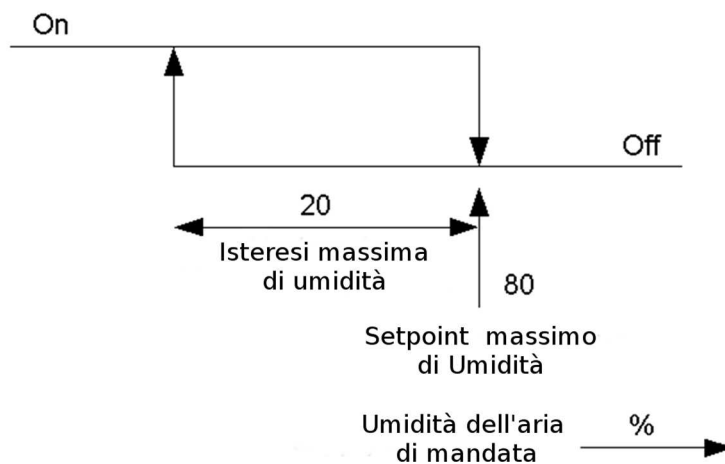 On
Off
20
Isteresi massima
di umidità
80
Setpoint massimo
di Umidità
Umidità dell'aria
di mandata
%